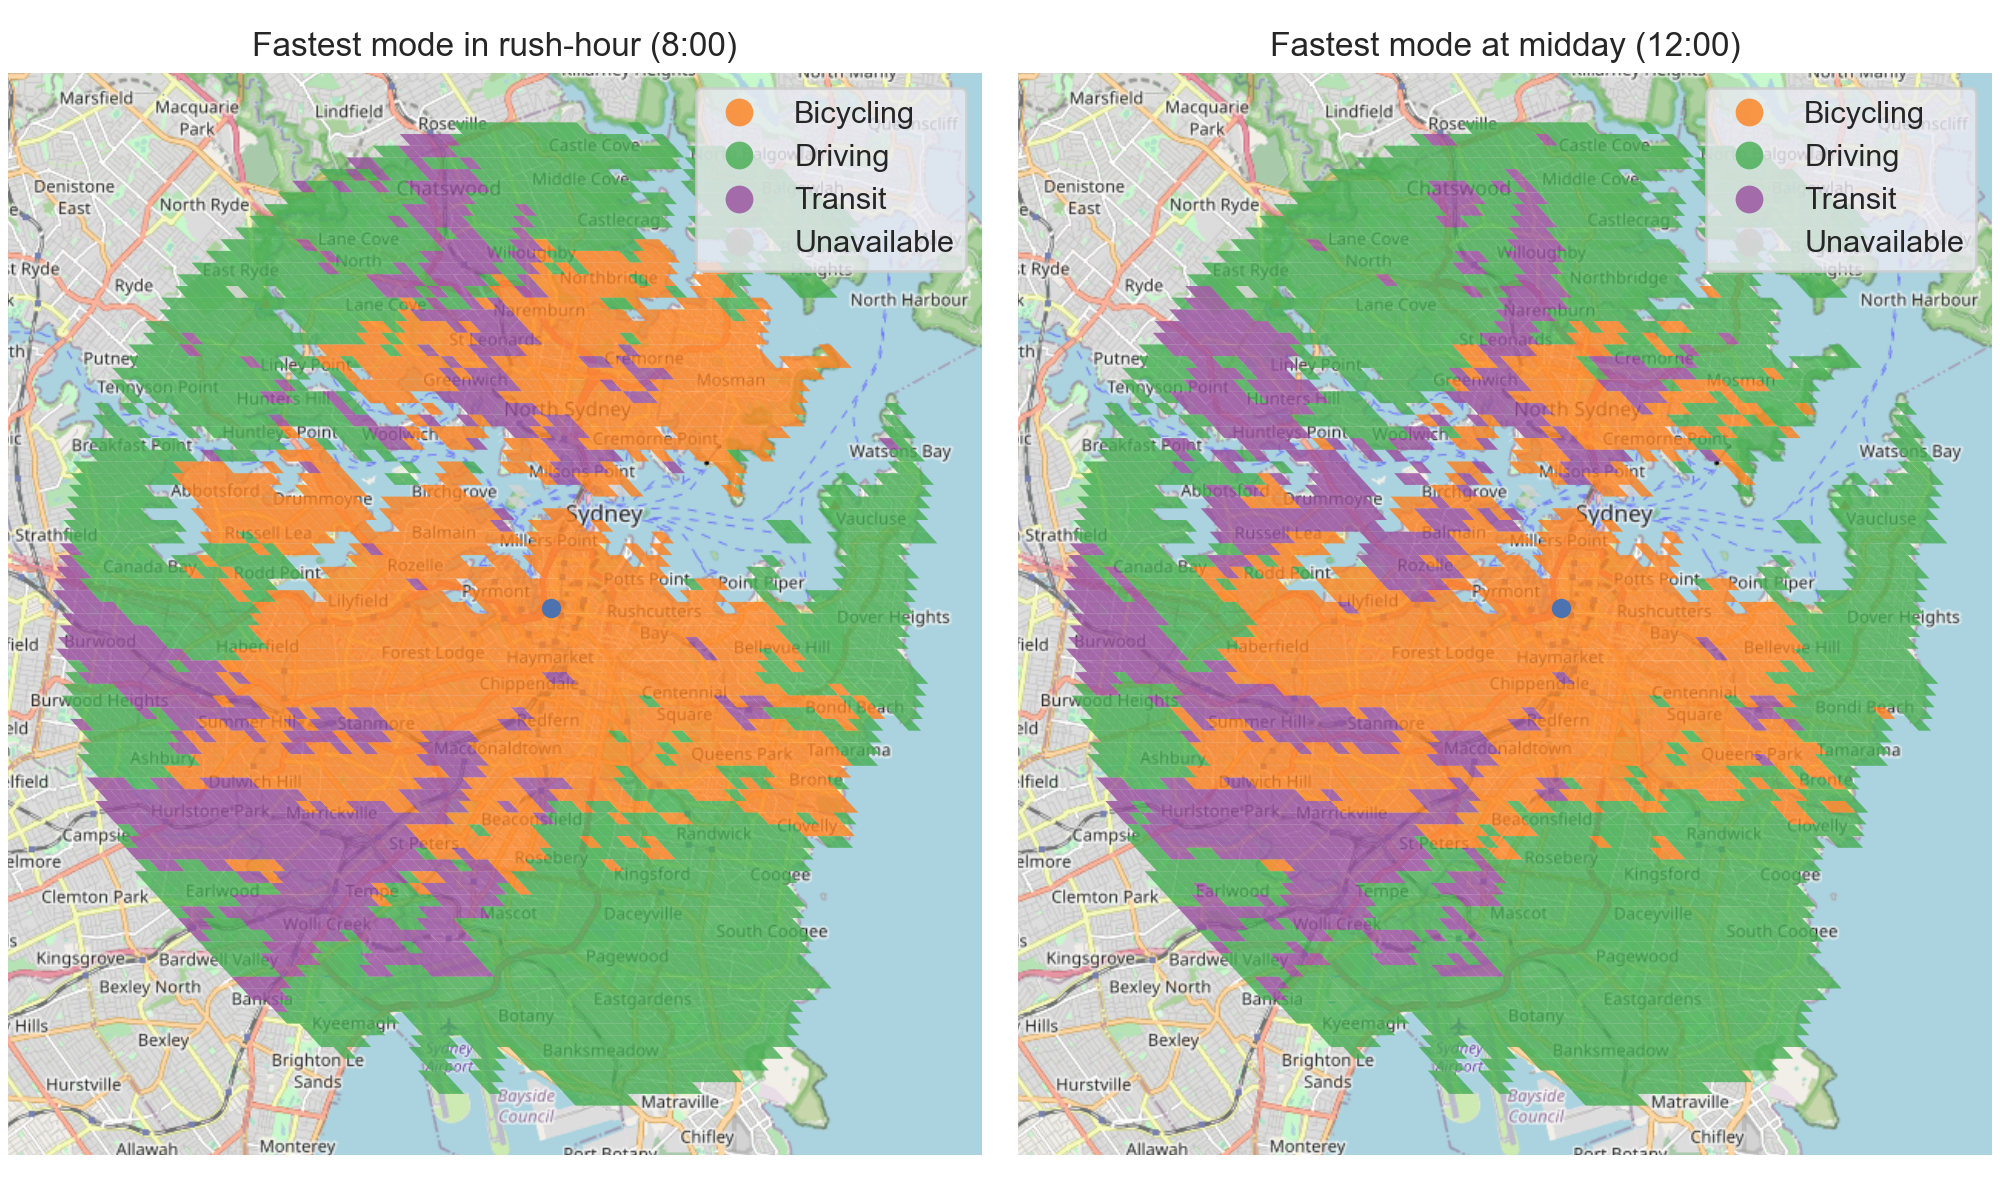 Fastest mode in rush-hour (8:00)
Bicycling
Driving
Transit
Unavailable
Marsfield
Macquarie
Park
Lindfield
Roseville
Killarney Heights
North Manly
Queenscliff
Castle Cove
Denistone
East
North Ryde
Chatswood
Middle Cove
Castlecrag
Lane Cove
North
Willoughby
East Ryde
Ryde
Northbridge
Heights
North Harbour
Lane Cove
Naremburn
St Leonards
Putney
Linley Point
Cremorne
Tennyson Point
Greenwich
Mosman
Hunters Hill
North Sydney
Huntleys Point
Woolwich
Cremorne Point
Breakfast Point
Watsons Bay
Milsons Point
Abbotsford
Drummoyne
Birchgrove
Sydney
Vaucluse
Strathfield
Russell Lea
Balmain
Millers Point
Canada Bay
Rodd Point
Rozelle
Potts Point
Point Piper
Lilyfield
Pyrmont
Rushcutters
Bay
Dover Heights
Burwood
Haberfield
Forest Lodge
Haymarket
Bellevue Hill
Chippendale
Centennial
Square
Burwood Heights
Summer Hill
Stanmore
Redfern
Bondi Beach
Macdonaldtown
Queens Park
Tamarama
Ashbury
Dulwich Hill
Bronte
Hurlstone Park
Marrickville
Beaconsfield
Clovelly
Campsie
St Peters
Randwick
Rosebery
Kingsford
Coogee
Clemton Park
Earlwood
Tempe
Mascot
Daceyville
Wolli Creek
South Coogee
Kingsgrove
Bardwell Valley
Pagewood
Bexley North
Banksia
Eastgardens
Kyeemagh
Botany
Bexley
Sydney
Airport
Banksmeadow
Brighton Le
Sands
Hurstville
Bayside
Council
Matraville
Chifley
Allawah
Monterey
Port Botany
Fastest mode at midday (12:00)
Bicycling
Driving
Transit
Unavailable
Marsfield
Macquarie
Park
Lindfield
Roseville
Killarney Heights
North Manly
Queenscliff
Castle Cove
Denistone
East
North Ryde
Chatswood
Middle Cove
Castlecrag
Lane Cove
North
Willoughby
East Ryde
Ryde
Northbridge
Heights
North Harbour
Lane Cove
Naremburn
St Leonards
Putney
Linley Point
Cremorne
Tennyson Point
Greenwich
Mosman
Hunters Hill
North Sydney
Huntleys Point
Woolwich
Cremorne Point
Breakfast Point
Watsons Bay
Milsons Point
Abbotsford
Drummoyne
Birchgrove
Sydney
Vaucluse
Strathfield
Russell Lea
Balmain
Millers Point
Canada Bay
Rodd Point
Rozelle
Potts Point
Point Piper
Lilyfield
Pyrmont
Rushcutters
Bay
Dover Heights
Burwood
Haberfield
Forest Lodge
Haymarket
Bellevue Hill
Chippendale
Centennial
Square
Burwood Heights
Summer Hill
Stanmore
Redfern
Bondi Beach
Macdonaldtown
Queens Park
Tamarama
Ashbury
Dulwich Hill
Bronte
Hurlstone Park
Marrickville
Beaconsfield
Clovelly
Campsie
St Peters
Randwick
Rosebery
Kingsford
Coogee
Clemton Park
Earlwood
Tempe
Mascot
Daceyville
Wolli Creek
South Coogee
Kingsgrove
Bardwell Valley
Pagewood
Bexley North
Banksia
Eastgardens
Kyeemagh
Botany
Bexley
Sydney
Airport
Banksmeadow
Brighton Le
Sands
Hurstville
Bayside
Council
Matraville
Chifley
Allawah
Monterey
Port Botany